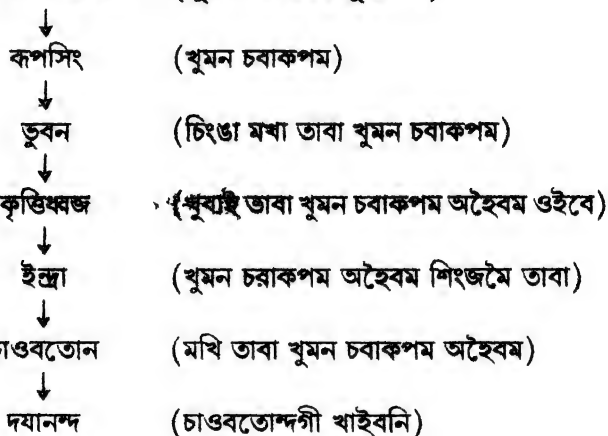 ↓
ৰূপসিং (খুমন চবাকপম)
↓
ভুবন (চিংঙা মখা তাবা খুমন চবাকপম)
↓
কৃত্তিধ্বজ তাবা খুমন চবাকপম অহৈবম ওইবে)
↓
ইন্দ্ৰা (খুমন চৰাকপম অহৈবম শিংজমৈ তাবা)
↓
াওবতোন (মখি তাবা খুমন চবাকপম অহৈবম)
↓
দযানন্দ (চাওবতোন্দগী খাইবনি)